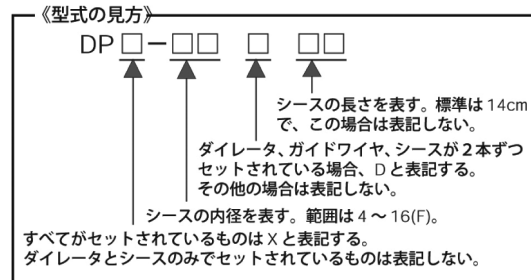 《型式の見方》
DP□－□□ □ □□
シースの長さを表す。標準は14cm
で、この場合は表記しない。
ダイレータ、ガイドワイヤ、シースが2本ずつ
セットされている場合、Dと表記する。
その他の場合は表記しない。
シースの内径を表す。範囲は4～16(F)。
すべてがセットされているものはXと表記する。
ダイレータとシースのみでセットされているものは表記しない。